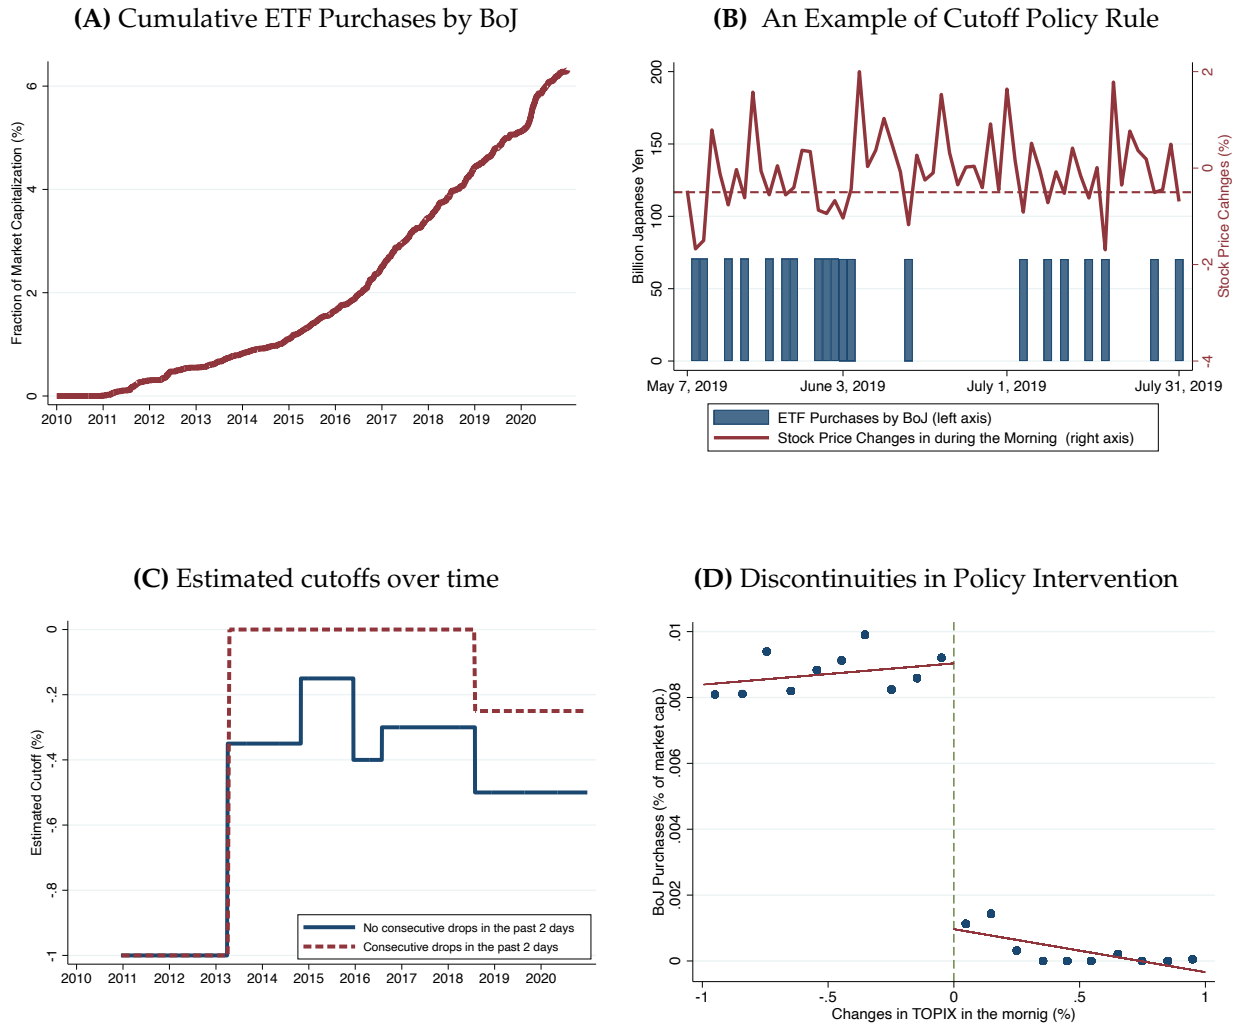 (A) Cumulative ETF Purchases by BoJ
Fraction of Market Capitalization (%)
6
4
2
0
2010 2011 2012 2013 2014 2015 2016 2017 2018 2019 2020
(B) An Example of Cutoff Policy Rule
Billion Japanese Yen
200
150
100
50
0
2
0
-2
-4
Stock Price Cahnges (%)
May 7, 2019 June 3, 2019 July 1, 2019 July 31, 2019
ETF Purchases by BoJ (left axis)
Stock Price Changes in during the Morning (right axis)
(C) Estimated cutoffs over time
Estimated Cutoff (%)
0
-.2
-.4
-.6
-.8
-1
2010 2011 2012 2013 2014 2015 2016 2017 2018 2019 2020
No consecutive drops in the past 2 days
Consecutive drops in the past 2 days
(D) Discontinuities in Policy Intervention
BoJ Purchases (% of market cap.)
.01
.008
.006
.004
.002
0
-1 -.5 0 .5 1
Changes in TOPIX in the mornig (%)